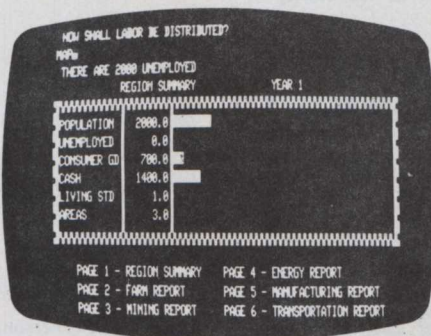 HOW SHALL LABOR BE DISTRIBUTED?
MAP
THERE ARE 2000 UNEMPLOYED
REGION SUMMARY YEAR 1
POPULATION 2000.0
UNEMPLOYED 0.0
CONSUMER GD 700.0
CASH 1400.0
LIVING STD 1.0
AREAS 3.0
PAGE 1 - REGION SUMMARY PAGE 4 - ENERGY REPORT
PAGE 2 - FARM REPORT PAGE 5 - MANUFACTURING REPORT
PAGE 3 - MINING REPORT PAGE 6 - TRANSPORTATION REPORT